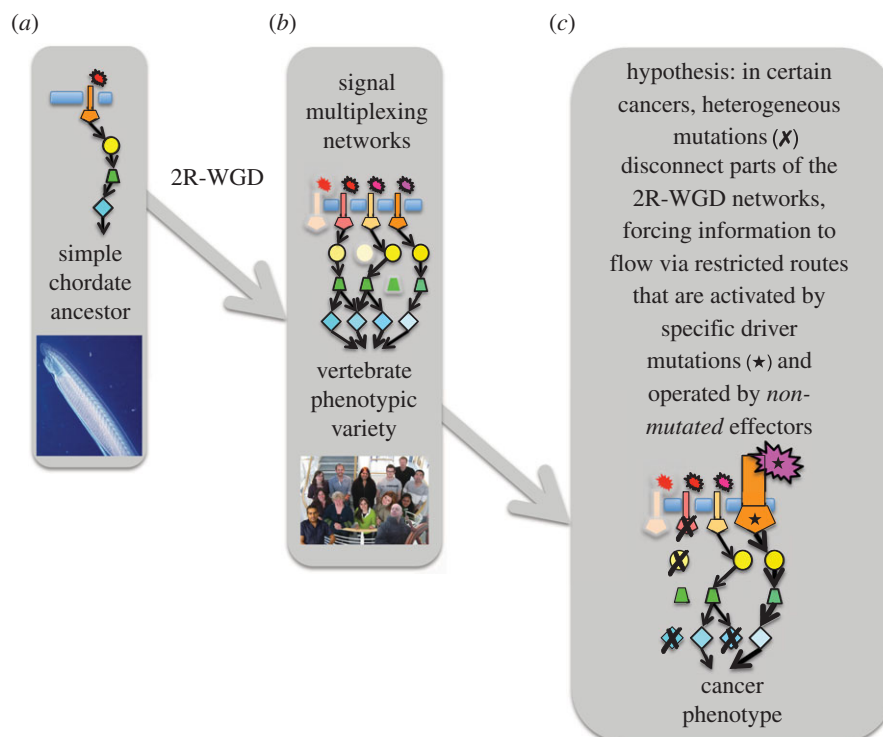 (a)
simple
chordate
ancestor
2R-WGD
(b)
signal
multiplexing
networks
vertebrate
phenotypic
variety
(c)
hypothesis: in certain
cancers, heterogeneous
mutations (✗)
disconnect parts of the
2R-WGD networks,
forcing information to
flow via restricted routes
that are activated by
specific driver
mutations (★) and
operated by non-
mutated effectors
cancer
phenotype